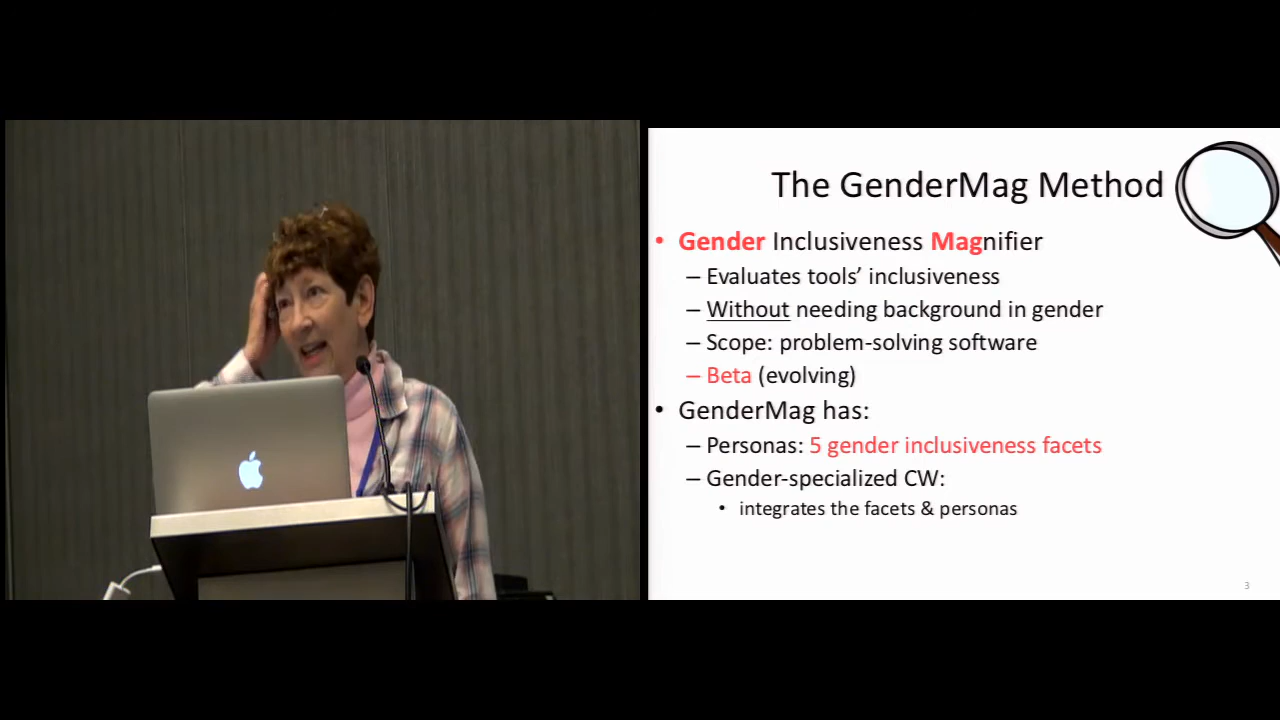 The GenderMag Method
• Gender Inclusiveness Magnifier
– Evaluates tools’ inclusiveness
– Without needing background in gender
– Scope: problem-solving software
– Beta (evolving)
• GenderMag has:
– Personas: 5 gender inclusiveness facets
– Gender-specialized CW:
• integrates the facets & personas
3